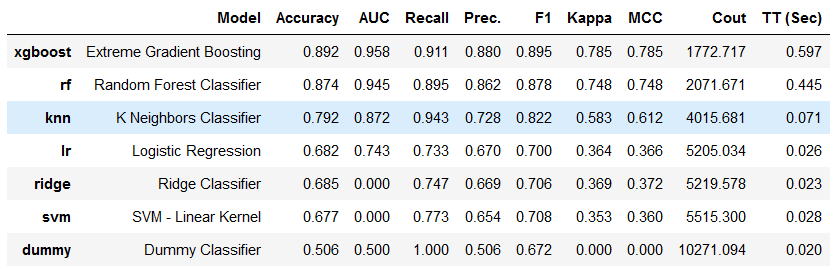 Model Accuracy AUC Recall Prec. F1 Kappa MCC Cout TT (Sec)
xgboost Extreme Gradient Boosting 0.892 0.958 0.911 0.880 0.895 0.785 0.785 1772.717 0.597
rf Random Forest Classifier 0.874 0.945 0.895 0.862 0.878 0.748 0.748 2071.671 0.445
knn K Neighbors Classifier 0.792 0.872 0.943 0.728 0.822 0.583 0.612 4015.681 0.071
lr Logistic Regression 0.682 0.743 0.733 0.670 0.700 0.364 0.366 5205.034 0.026
ridge Ridge Classifier 0.685 0.000 0.747 0.669 0.706 0.369 0.372 5219.578 0.023
svm SVM - Linear Kernel 0.677 0.000 0.773 0.654 0.708 0.353 0.360 5515.300 0.028
dummy Dummy Classifier 0.506 0.500 1.000 0.506 0.672 0.000 0.000 10271.094 0.020